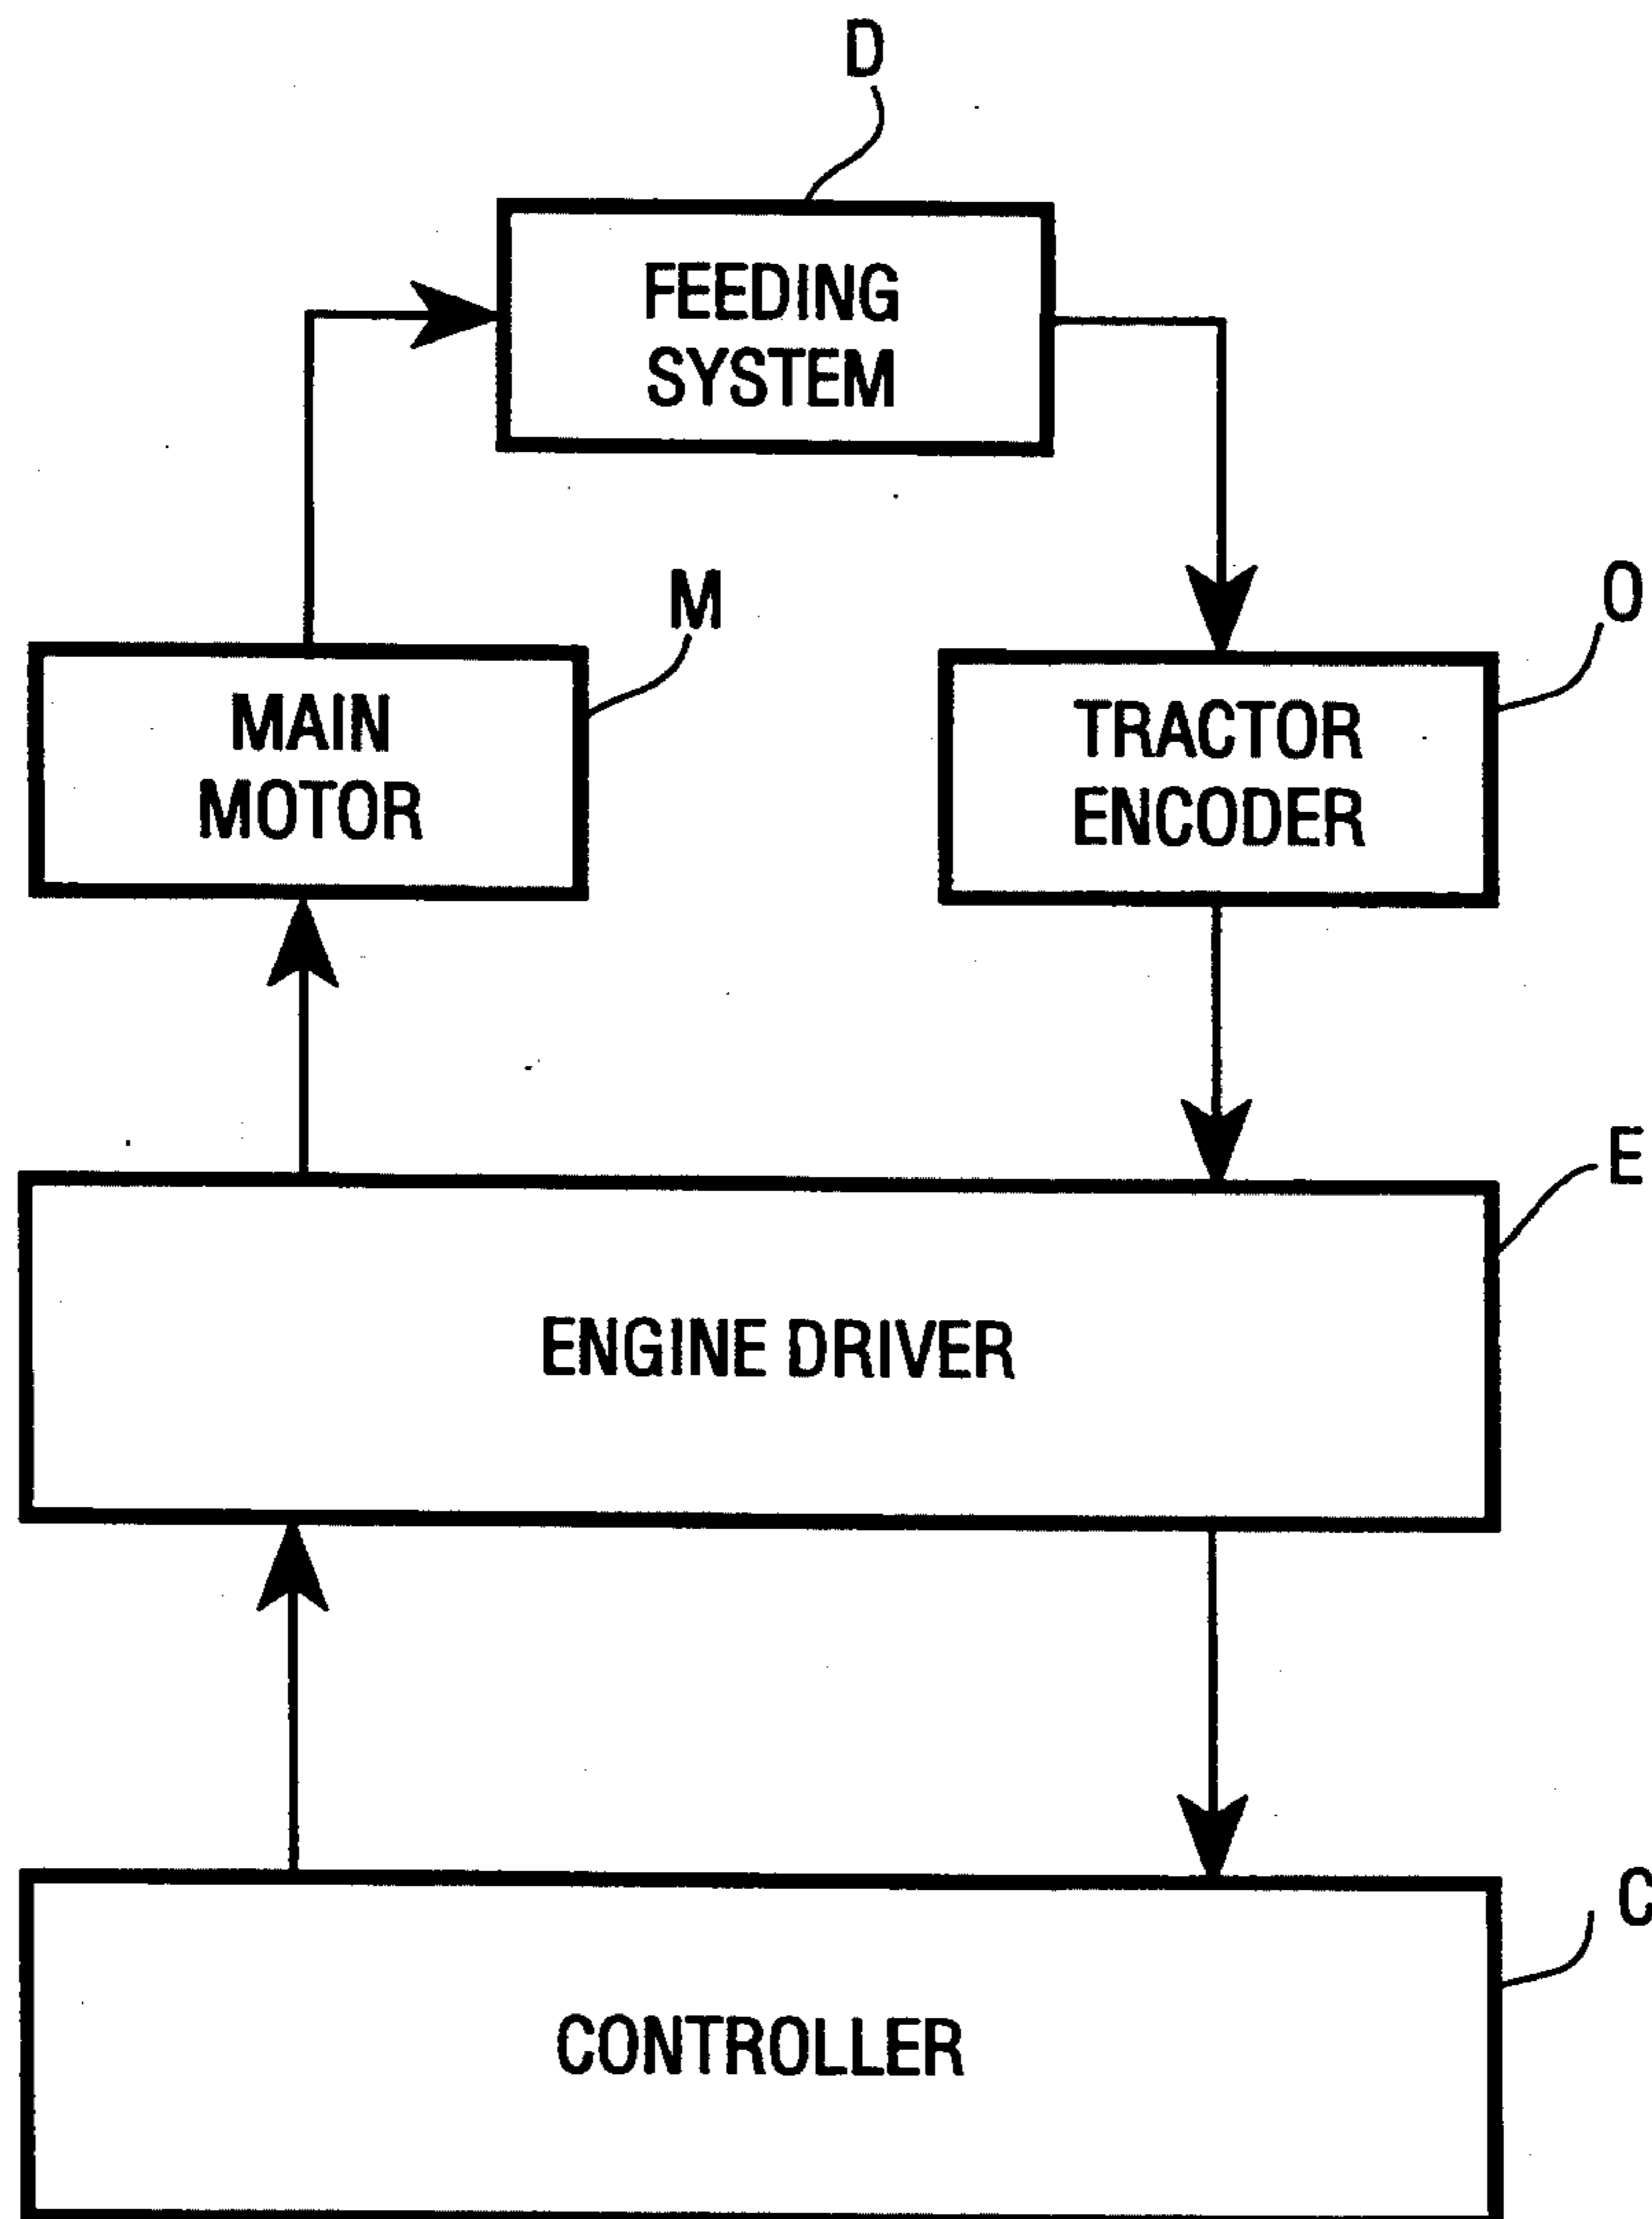 D
FEEDING
SYSTEM
M
O
MAIN
MOTOR
TRACTOR
ENCODER
E
ENGINE DRIVER
C
CONTROLLER